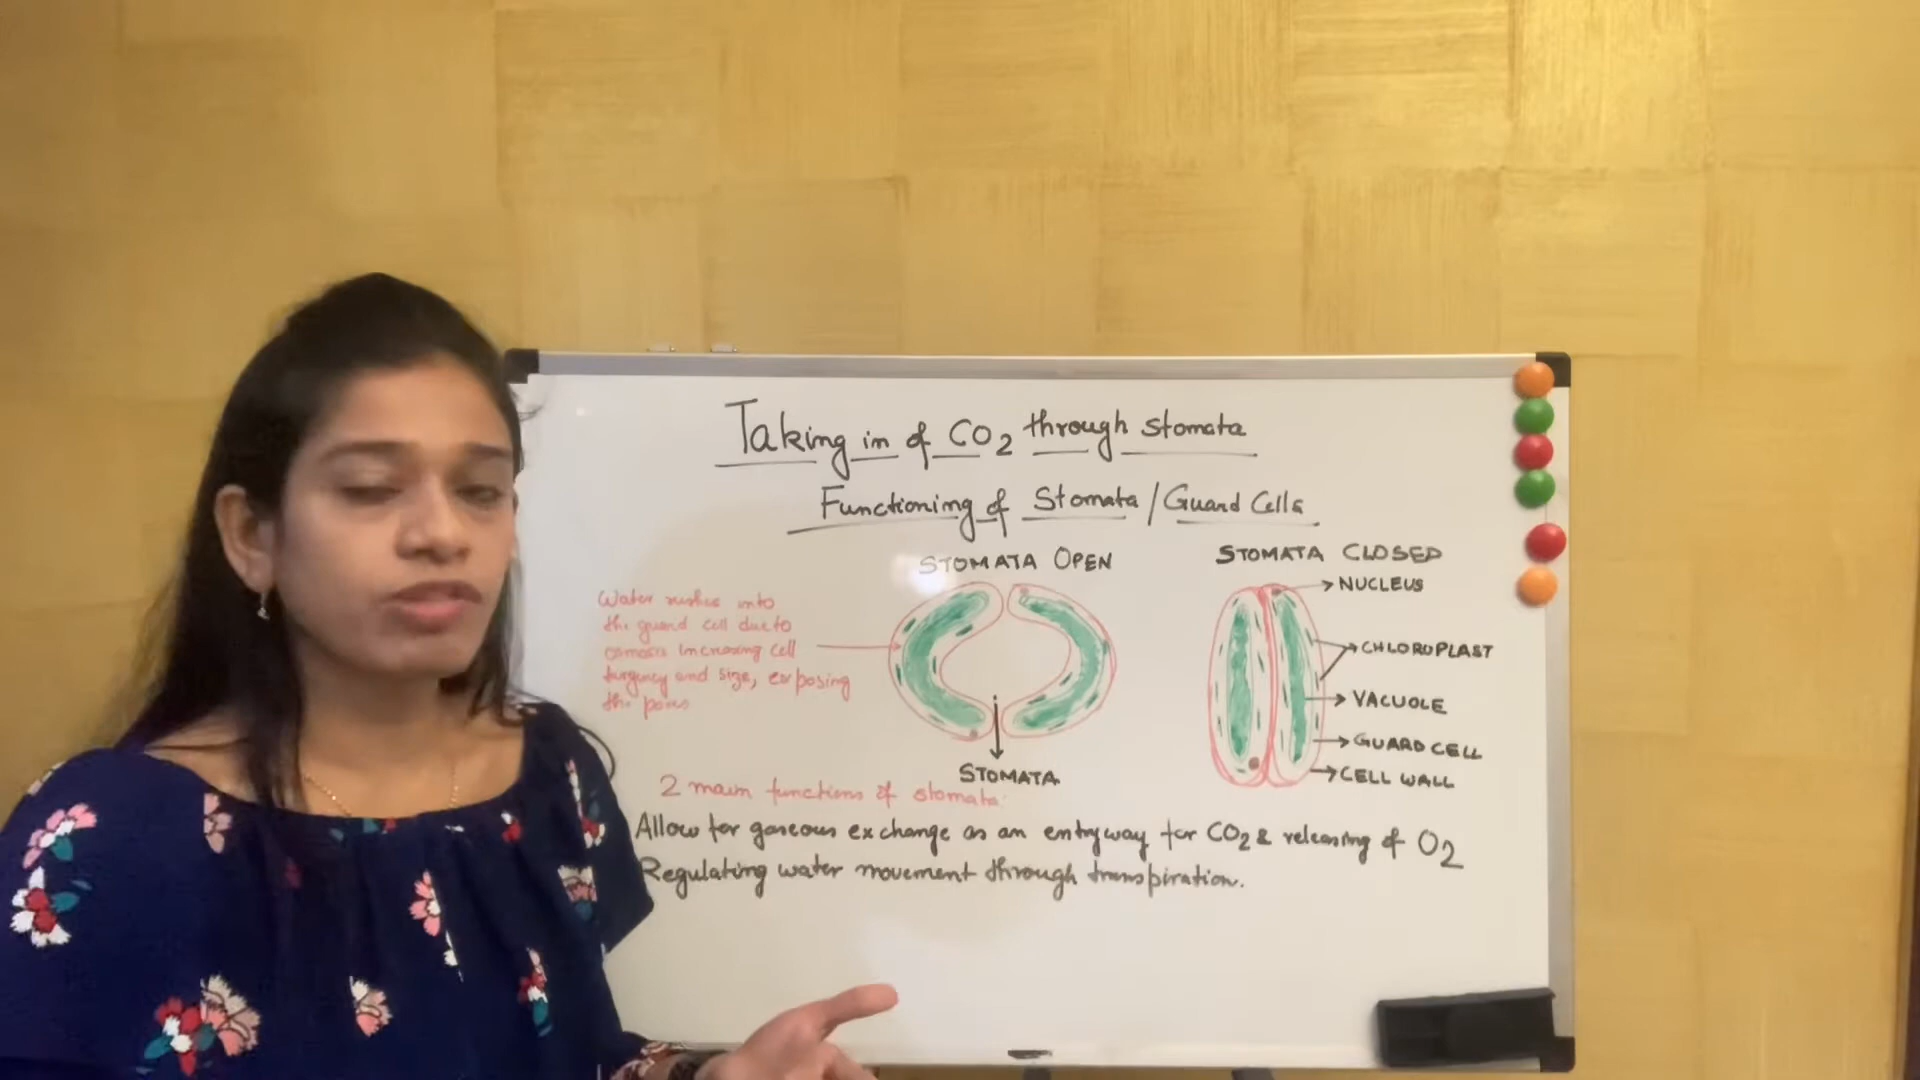 Taking in of CO2 through stomata
Functioning of Stomata / Guard Cells
STOMATA OPEN
Water rushes into
the guard cell due to
osmosis increasing cell
turgency and size, exposing
the pores
STOMATA
STOMATA CLOSED
NUCLEUS
CHLOROPLAST
VACUOLE
GUARD CELL
CELL WALL
2 main functions of stomata:
Allow for gaseous exchange as an entryway for CO2 & releasing of O2
Regulating water movement through transpiration.